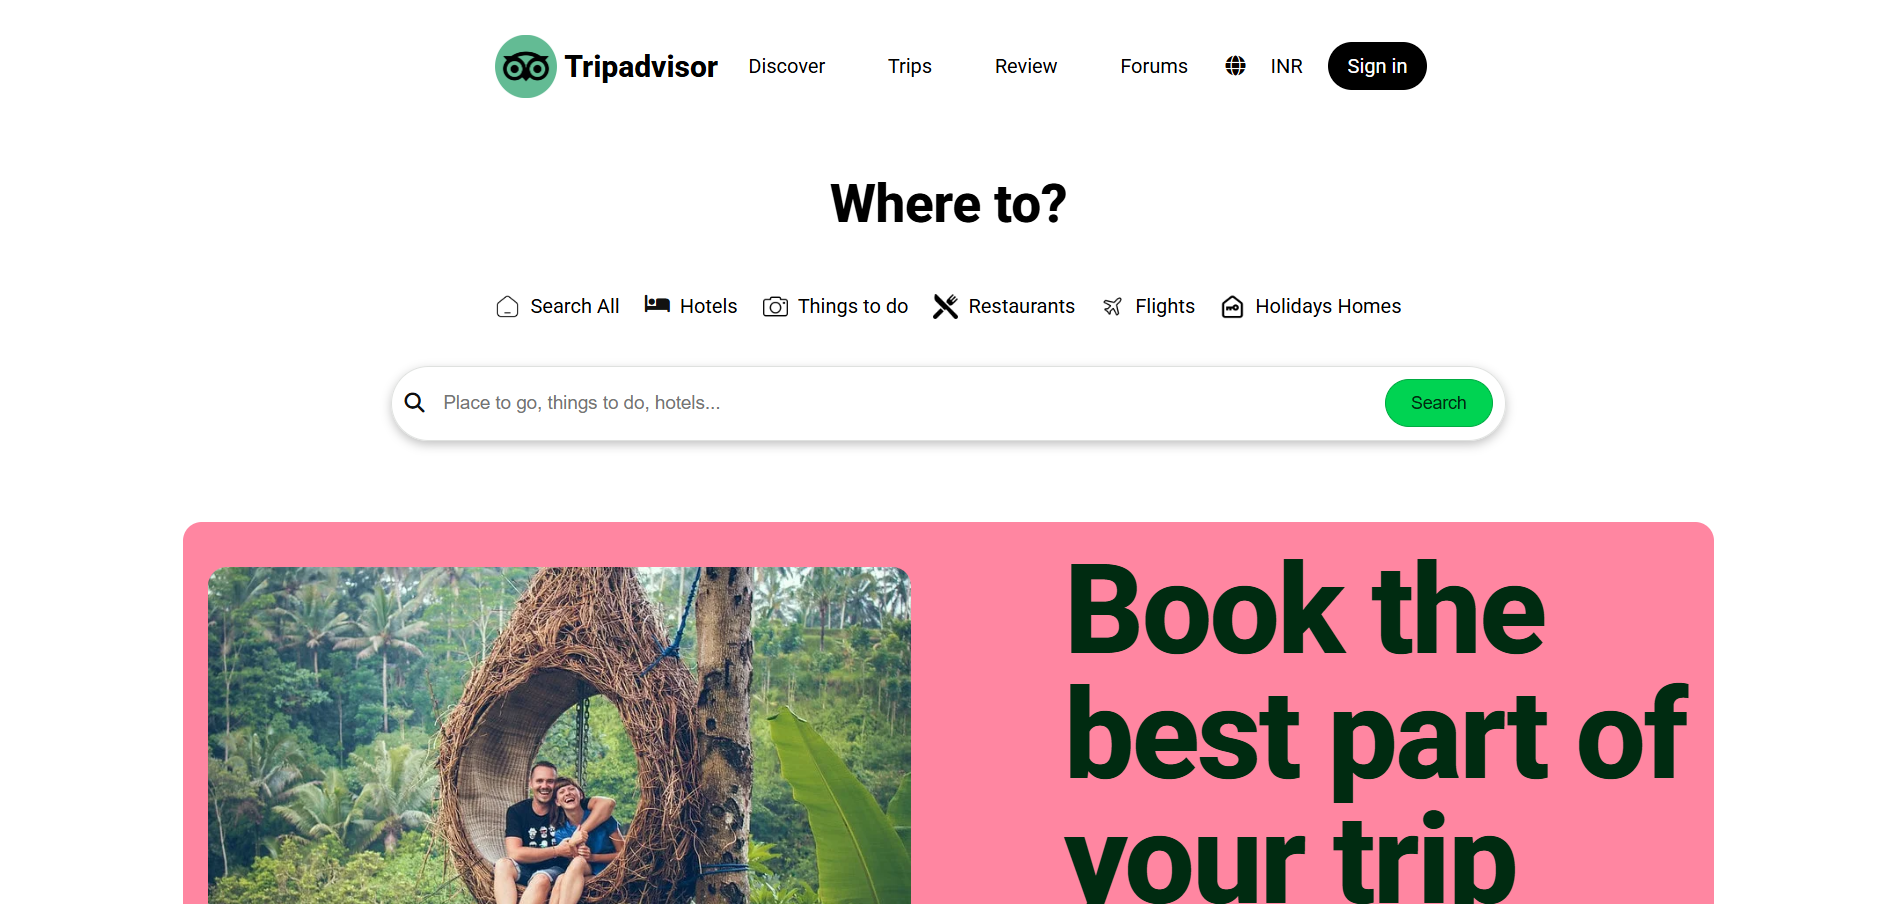 Tripadvisor Discover Trips Review Forums INR Sign in
Where to?
Search All Hotels Things to do Restaurants Flights Holidays Homes
Place to go, things to do, hotels... Search
Book the
best part of
your trip